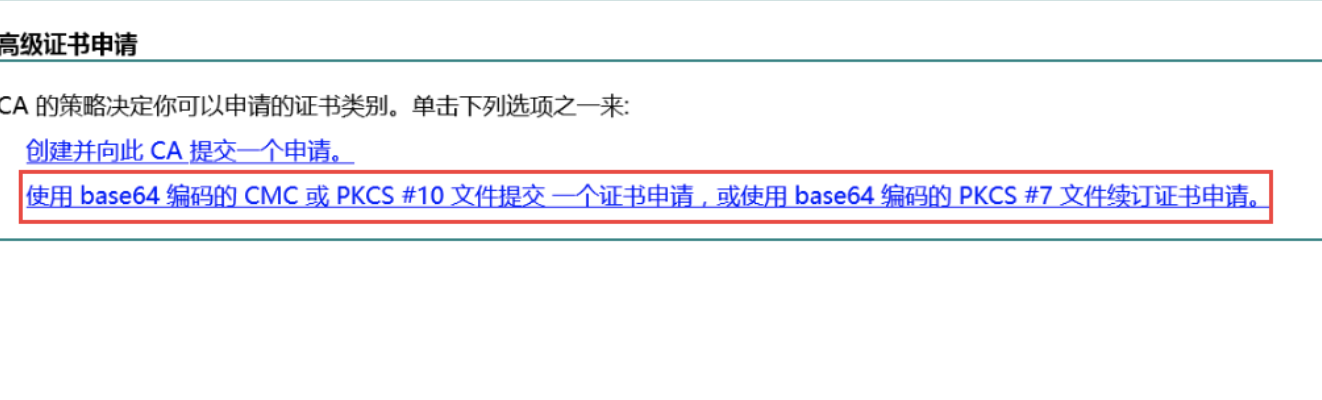 高级证书申请
CA 的策略决定你可以申请的证书类别。单击下列选项之一来:
创建并向此 CA 提交一个申请。
使用 base64 编码的 CMC 或 PKCS #10 文件提交 一个证书申请，或使用 base64 编码的 PKCS #7 文件续订证书申请。